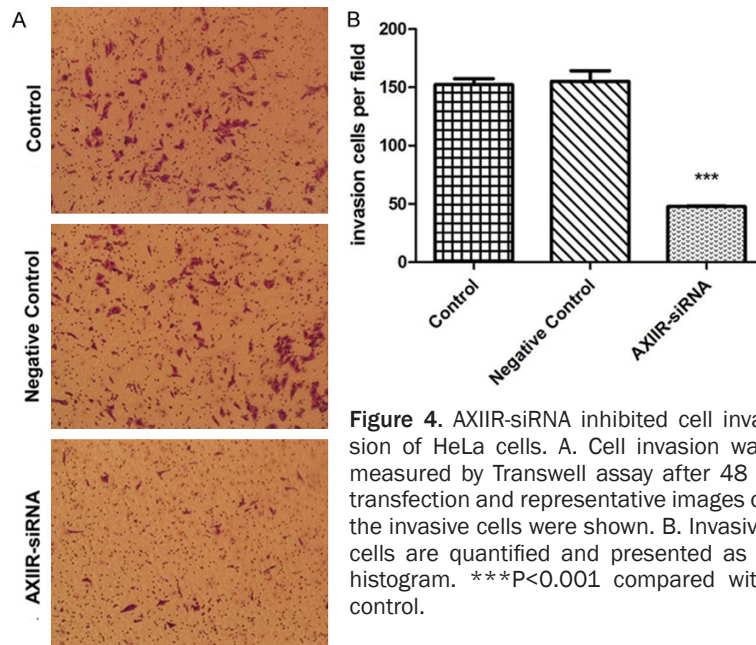 A
Control
Negative Control
AXIIR-siRNA
B
invasion cells per field
200
150
100
50
0
***
Control
Negative Control
AXIIR-siRNA
Figure 4. AXIIR-siRNA inhibited cell inva-
sion of HeLa cells. A. Cell invasion wa
measured by Transwell assay after 48
transfection and representative images o
the invasive cells were shown. B. Invasiv
cells are quantified and presented as
histogram. ***P<0.001 compared wit
control.